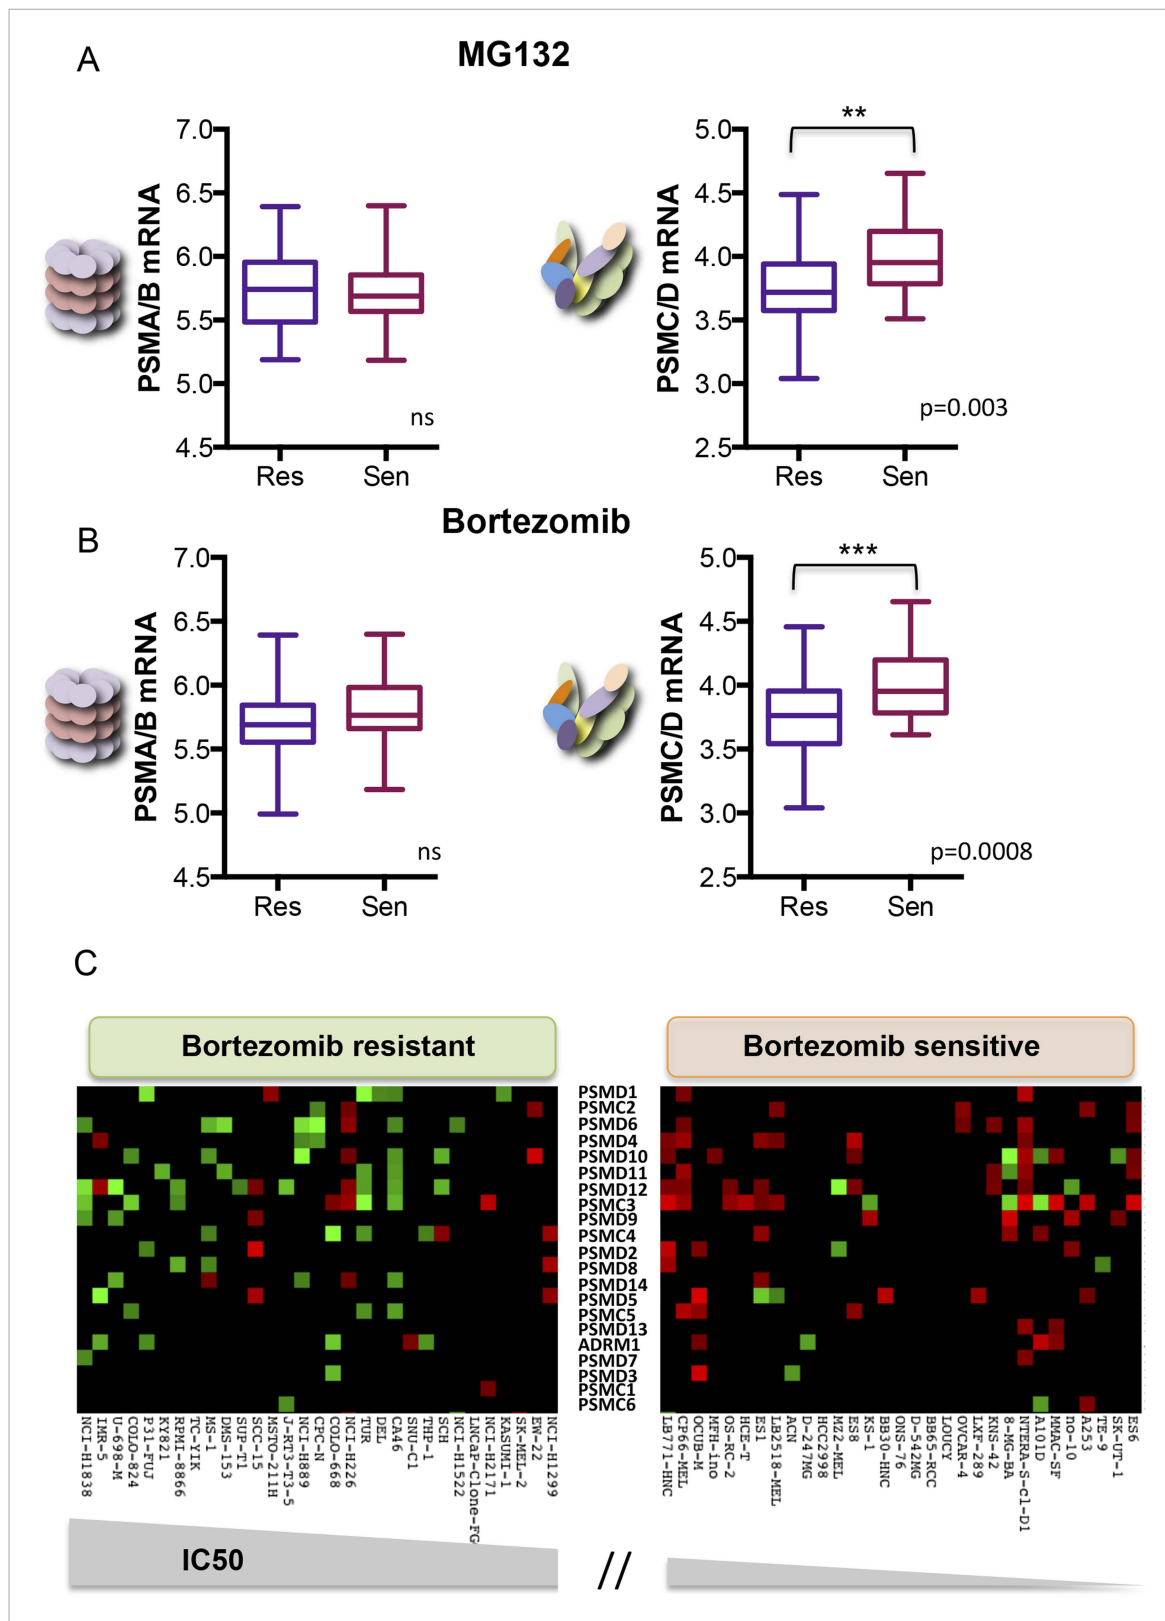 A
MG132
7.0
6.5
6.0
5.5
5.0
4.5
PSMA/B mRNA
ns
Res Sen
5.0
4.5
4.0
3.5
3.0
2.5
PSMC/D mRNA
**
p=0.003
Res Sen
B
Bortezomib
7.0
6.5
6.0
5.5
5.0
4.5
PSMA/B mRNA
ns
Res Sen
5.0
4.5
4.0
3.5
3.0
2.5
PSMC/D mRNA
***
p=0.0008
Res Sen
C
Bortezomib resistant
Bortezomib sensitive
PSMD1
PSMC2
PSMD6
PSMD4
PSMD10
PSMD11
PSMD12
PSMC3
PSMD9
PSMC4
PSMD2
PSMD8
PSMD14
PSMD5
PSMC5
PSMD13
ADRM1
PSMD7
PSMD3
PSMC1
PSMC6
NCI-H1838
IMR-5
U-698-M
COLO-824
P31-FUJ
KY821
RPMI-8866
TC-YIK
MS-1
DMS-153
SUP-T1
SCC-15
MSTO-211H
J-RT3-T3-5
NCI-H889
CPC-N
COLO-668
NCI-H226
TUR
DEL
CA46
SNU-C1
THP-1
SCH
NCI-H1522
LNCaP-Clone-FG
NCI-H2171
KASUMI-1
SK-MEL-2
EW-22
NCI-H1299
LB771-HNC
CP66-MEL
OCUB-M
MFH-ino
OS-RC-2
HCE-T
ES1
LB2518-MEL
ACN
D-247MG
HCC2998
MZ2-MEL
ES8
KS-1
BB30-HNC
ONS-76
D-542MG
BB65-RCC
LOUCY
OVCAR-4
LXF-289
KNS-42
8-MG-BA
NTERA-S-cl-D1
A101D
MMAC-SF
no-10
A253
TE-9
SK-UT-1
ES6
IC50
//